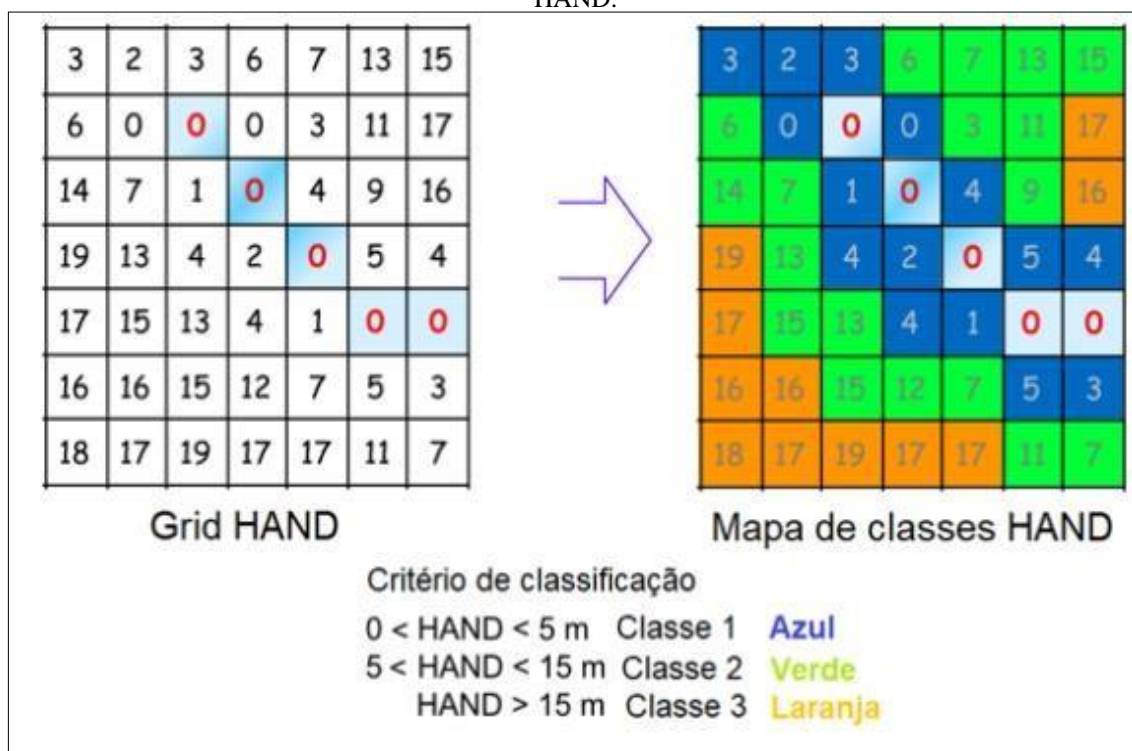 HAND.
3 2 3 6 7 13 15
6 0 0 0 3 11 17
14 7 1 0 4 9 16
19 13 4 2 0 5 4
17 15 13 4 1 0 0
16 16 15 12 7 5 3
18 17 19 17 17 11 7
Grid HAND
3 2 3 6 7 13 15
6 0 0 0 3 11 17
14 7 1 0 4 9 16
19 13 4 2 0 5 4
17 15 13 4 1 0 0
16 16 15 12 7 5 3
18 17 19 17 17 11 7
Mapa de classes HAND
Critério de classificação
0 < HAND < 5 m Classe 1 Azul
5 < HAND < 15 m Classe 2 Verde
HAND > 15 m Classe 3 Laranja